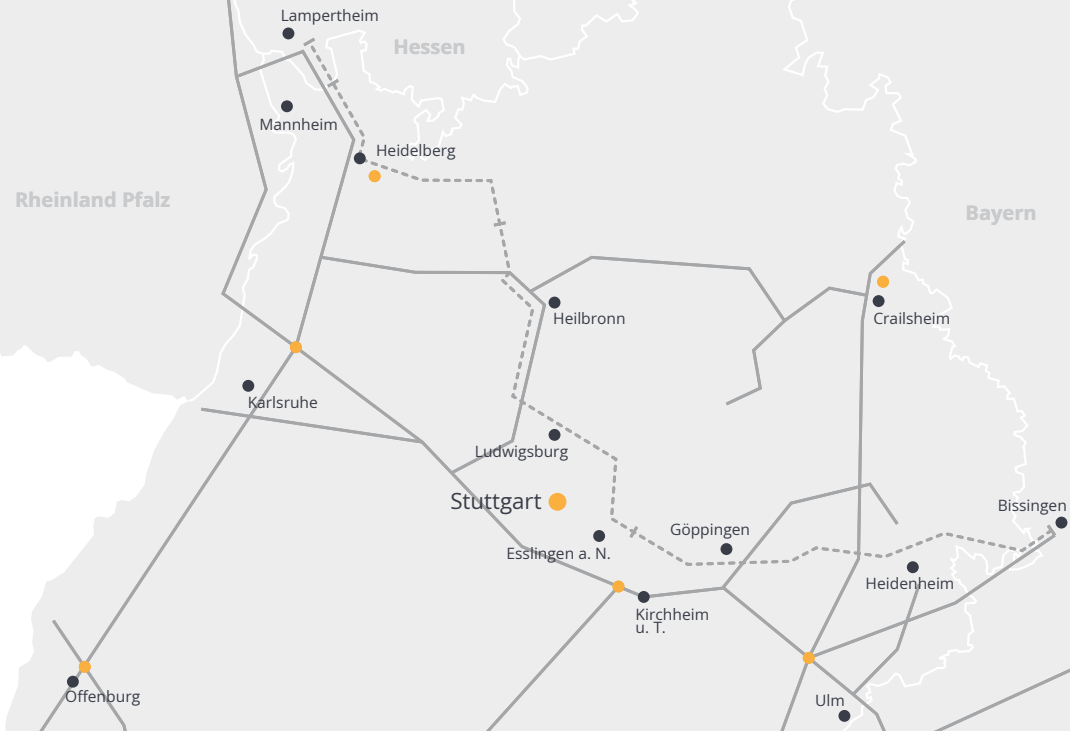 Lampertheim
Hessen
Mannheim
Heidelberg
Rheinland Pfalz
Bayern
Heilbronn
Crailsheim
Karlsruhe
Ludwigsburg
Stuttgart
Bissingen
Göppingen
Esslingen a. N.
Heidenheim
Kirchheim
u. T.
Offenburg
Ulm